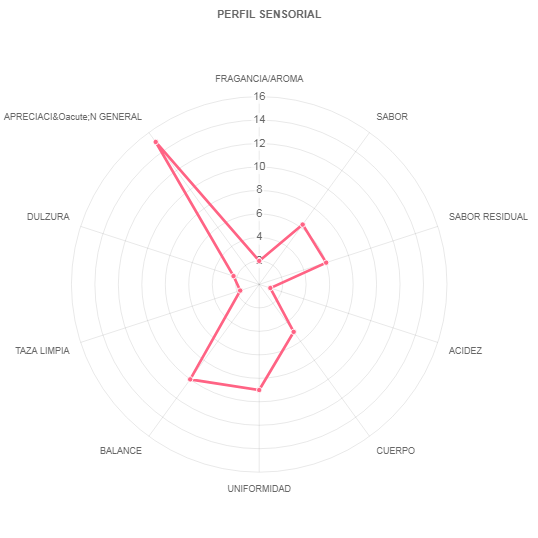 PERFIL SENSORIAL
FRAGANCIA/AROMA
16
APRECIACI&Oacute;N GENERAL
SABOR
14
12
10
8
DULZURA
SABOR RESIDUAL
6
4
2
TAZA LIMPIA
ACIDEZ
BALANCE
CUERPO
UNIFORMIDAD